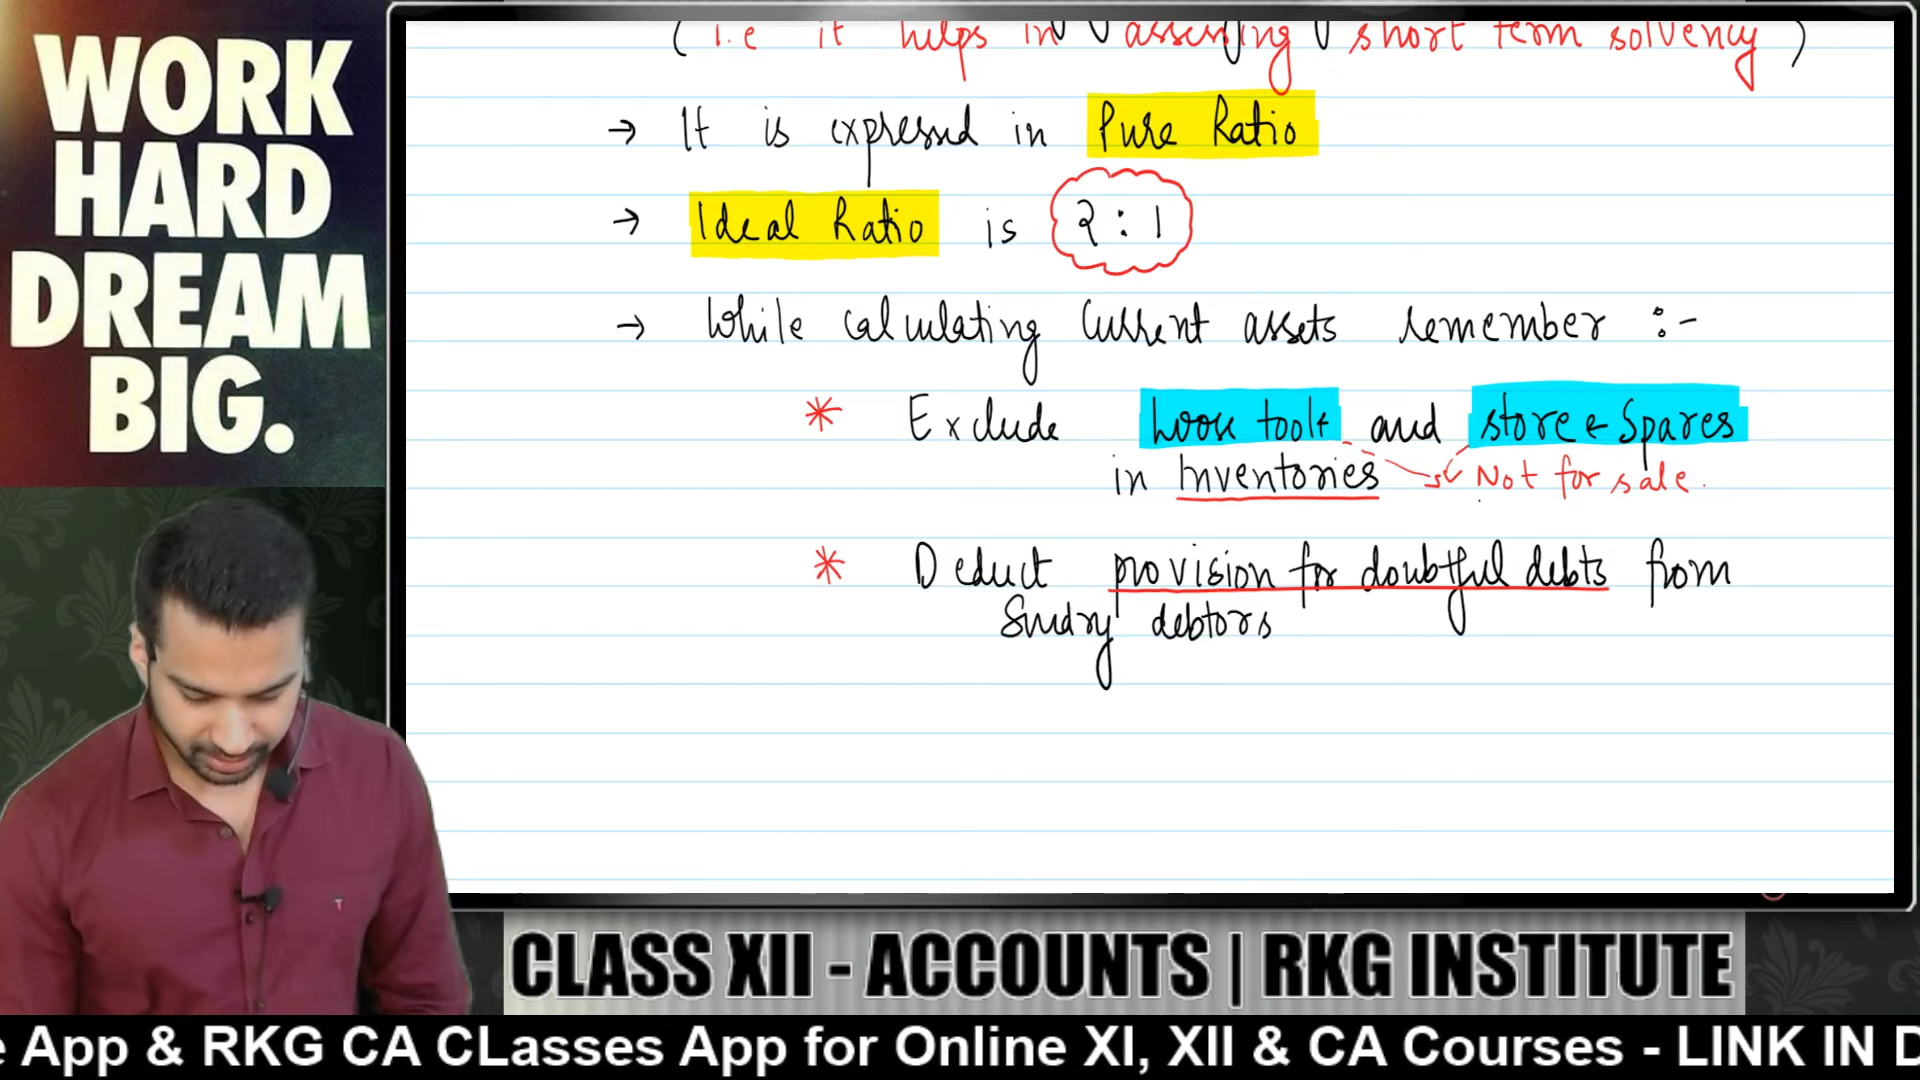 WORK
HARD
DREAM
BIG.
( i.e it helps in assessing short term solvency )
→ It is expressed in Pure Ratio
→ Ideal Ratio is 2 : 1
→ While calculating Current assets remember :-
* Exclude Loose tools and store & Spares
in Inventories → Not for sale.
* Deduct provision for doubtful debts from
Sundry debtors
CLASS XII - ACCOUNTS | RKG INSTITUTE
e App & RKG CA CLasses App for Online XI, XII & CA Courses - LINK IN D